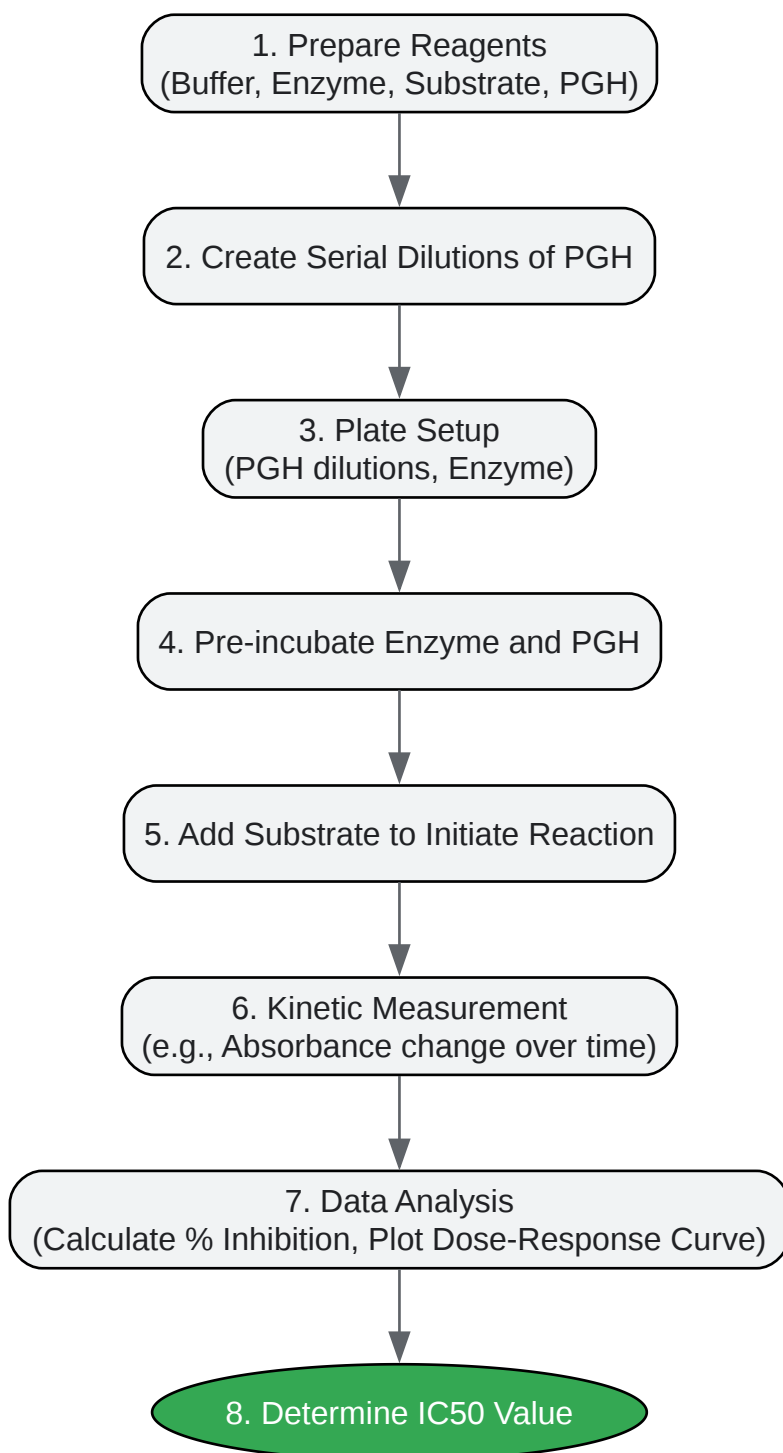 1. Prepare Reagents
(Buffer, Enzyme, Substrate, PGH)
2. Create Serial Dilutions of PGH
3. Plate Setup
(PGH dilutions, Enzyme)
4. Pre-incubate Enzyme and PGH
5. Add Substrate to Initiate Reaction
6. Kinetic Measurement
(e.g., Absorbance change over time)
7. Data Analysis
(Calculate % Inhibition, Plot Dose-Response Curve)
8. Determine IC50 Value